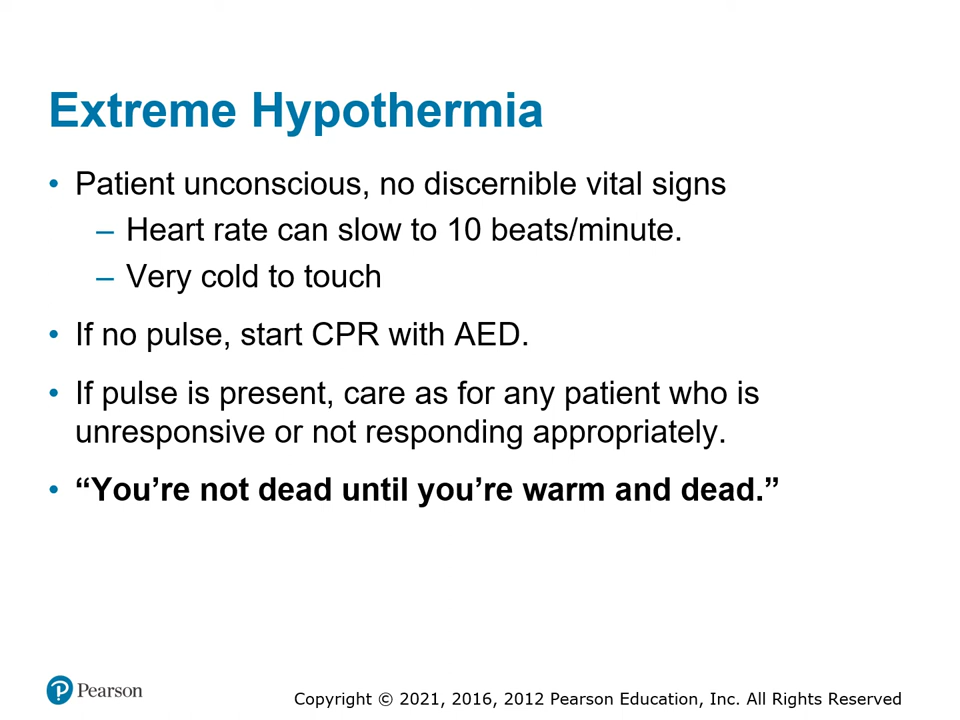 Extreme Hypothermia
• Patient unconscious, no discernible vital signs
– Heart rate can slow to 10 beats/minute.
– Very cold to touch
• If no pulse, start CPR with AED.
• If pulse is present, care as for any patient who is
unresponsive or not responding appropriately.
• “You’re not dead until you’re warm and dead.”
P Pearson
Copyright © 2021, 2016, 2012 Pearson Education, Inc. All Rights Reserved